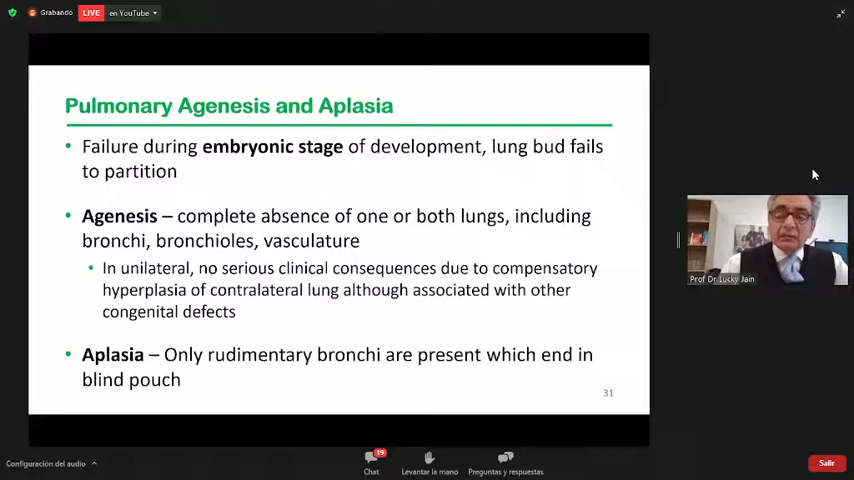 Grabando LIVE en YouTube
Pulmonary Agenesis and Aplasia
• Failure during embryonic stage of development, lung bud fails
to partition
• Agenesis – complete absence of one or both lungs, including
bronchi, bronchioles, vasculature
• In unilateral, no serious clinical consequences due to compensatory
hyperplasia of contralateral lung although associated with other
congenital defects
• Aplasia – Only rudimentary bronchi are present which end in
blind pouch
31
Prof Dr Lucky Jain
Configuración del audio
19
Chat
Levantar la mano
Preguntas y respuestas
Salir